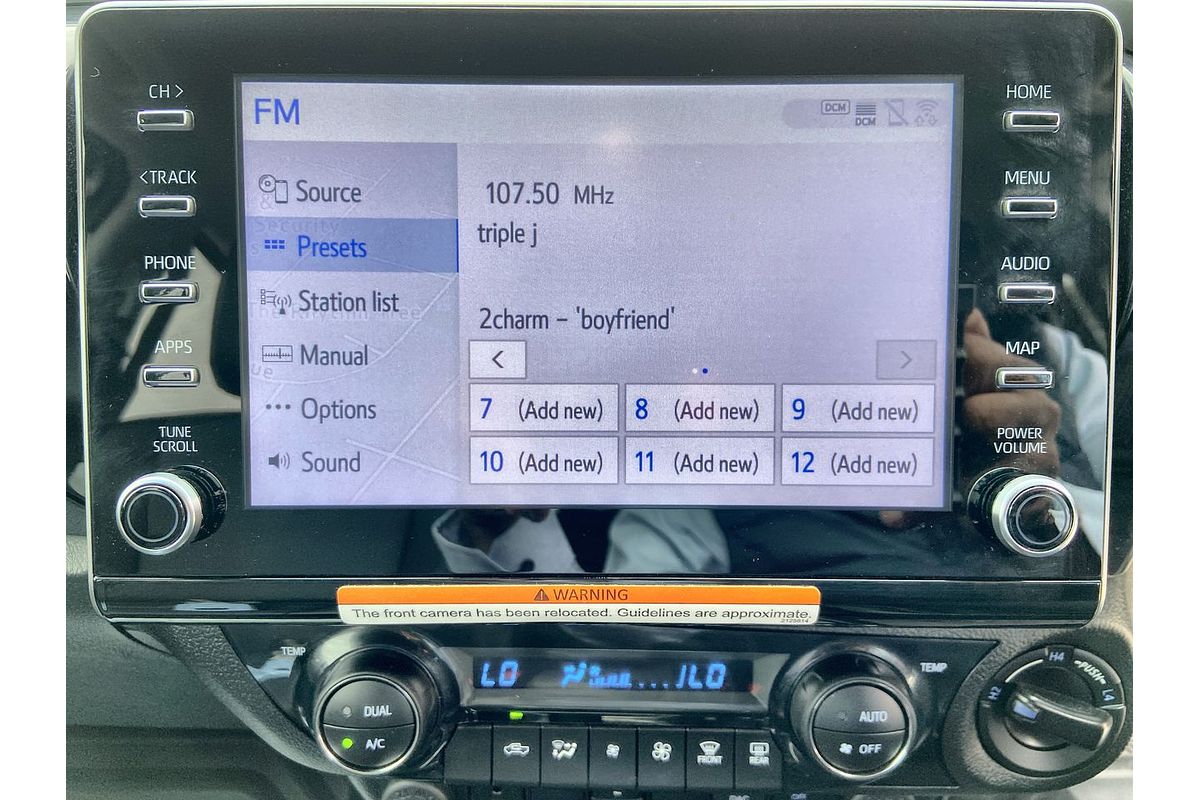 CH >
<TRACK
PHONE
APPS
TUNE
SCROLL
FM
DCM
DCM
Source
Presets
Station list
Manual
Options
Sound
107.50 MHz
triple j
2charm – 'boyfriend'
<
>
7 (Add new)
8 (Add new)
9 (Add new)
10 (Add new)
11 (Add new)
12 (Add new)
HOME
MENU
AUDIO
MAP
POWER
VOLUME
WARNING
The front camera has been relocated. Guidelines are approximate.
TEMP
LO
LO
TEMP
DUAL
A/C
AUTO
OFF
FRONT
REAR
H2
H4
PUSH
L4